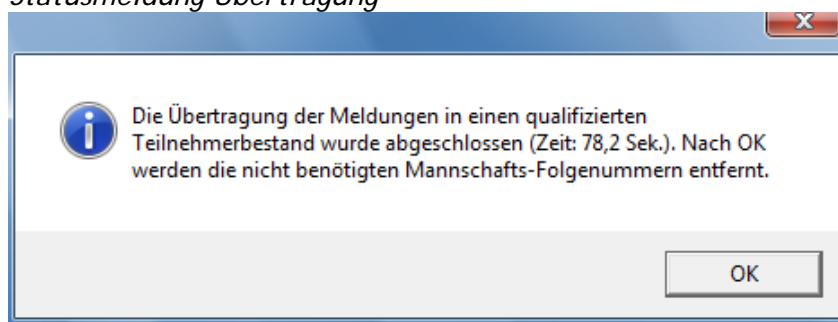 Statusmeldung Übertragung
Die Übertragung der Meldungen in einen qualifizierten
Teilnehmerbestand wurde abgeschlossen (Zeit: 78,2 Sek.). Nach OK
werden die nicht benötigten Mannschafts-Folgenummern entfernt.
OK